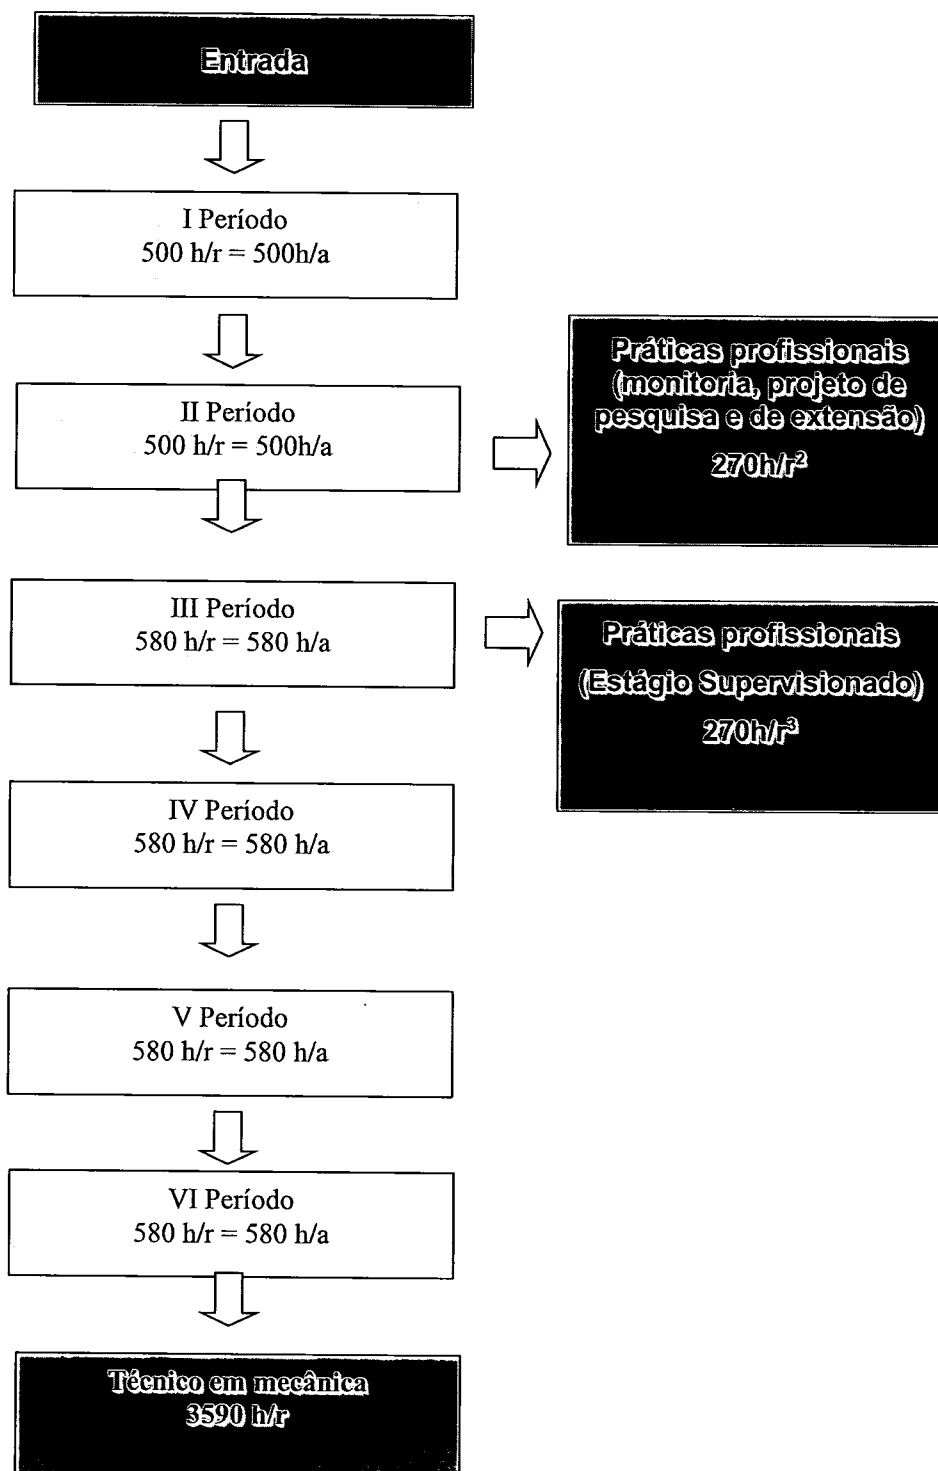 Entrada
I Período
500 h/r = 500h/a
II Período
500 h/r = 500h/a
Práticas profissionais
(monitoria, projeto de
pesquisa e de extensão)
270h/r²
III Período
580 h/r = 580 h/a
Práticas profissionais
(Estágio Supervisionado)
270h/r³
IV Período
580 h/r = 580 h/a
V Período
580 h/r = 580 h/a
VI Período
580 h/r = 580 h/a
Técnico em mecânica
3590 h/r